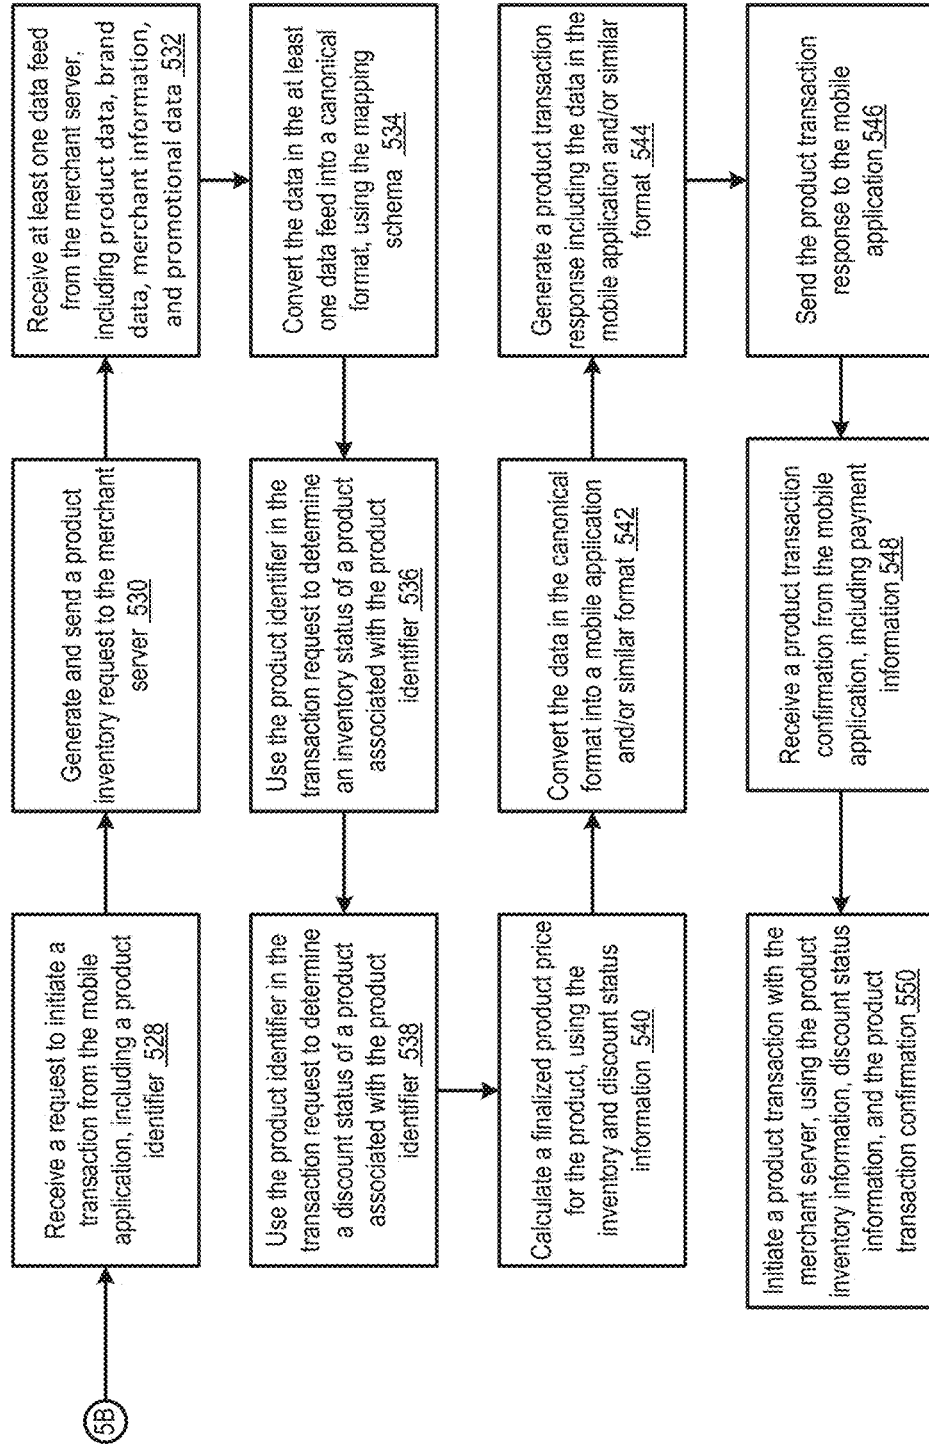 5B
Receive a request to initiate a
transaction from the mobile
application, including a product
identifier 528
Generate and send a product
inventory request to the merchant
server 530
Receive at least one data feed
from the merchant server,
including product data, brand
data, merchant information,
and promotional data 532
Convert the data in the at least
one data feed into a canonical
format, using the mapping
schema 534
Use the product identifier in the
transaction request to determine
an inventory status of a product
associated with the product
identifier 536
Use the product identifier in the
transaction request to determine
a discount status of a product
associated with the product
identifier 538
Calculate a finalized product price
for the product, using the
inventory and discount status
information 540
Convert the data in the canonical
format into a mobile application
and/or similar format 542
Generate a product transaction
response including the data in the
mobile application and/or similar
format 544
Send the product transaction
response to the mobile
application 546
Receive a product transaction
confirmation from the mobile
application, including payment
information 548
Initiate a product transaction with the
merchant server, using the product
inventory information, discount status
information, and the product
transaction confirmation 550